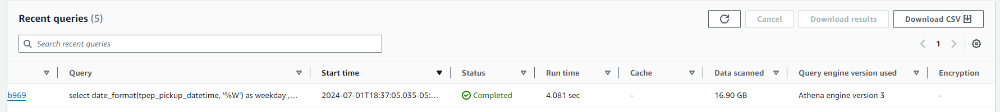 Recent queries (5)
Cancel
Download results
Download CSV
Search recent queries
1
Query
Start time
Status
Run time
Cache
Data scanned
Query engine version used
Encryption
b969
select date_format(tpep_pickup_datetime, '%W') as weekday ,...
2024-07-01T18:37:05.035-05:...
Completed
4.081 sec
-
16.90 GB
Athena engine version 3
-